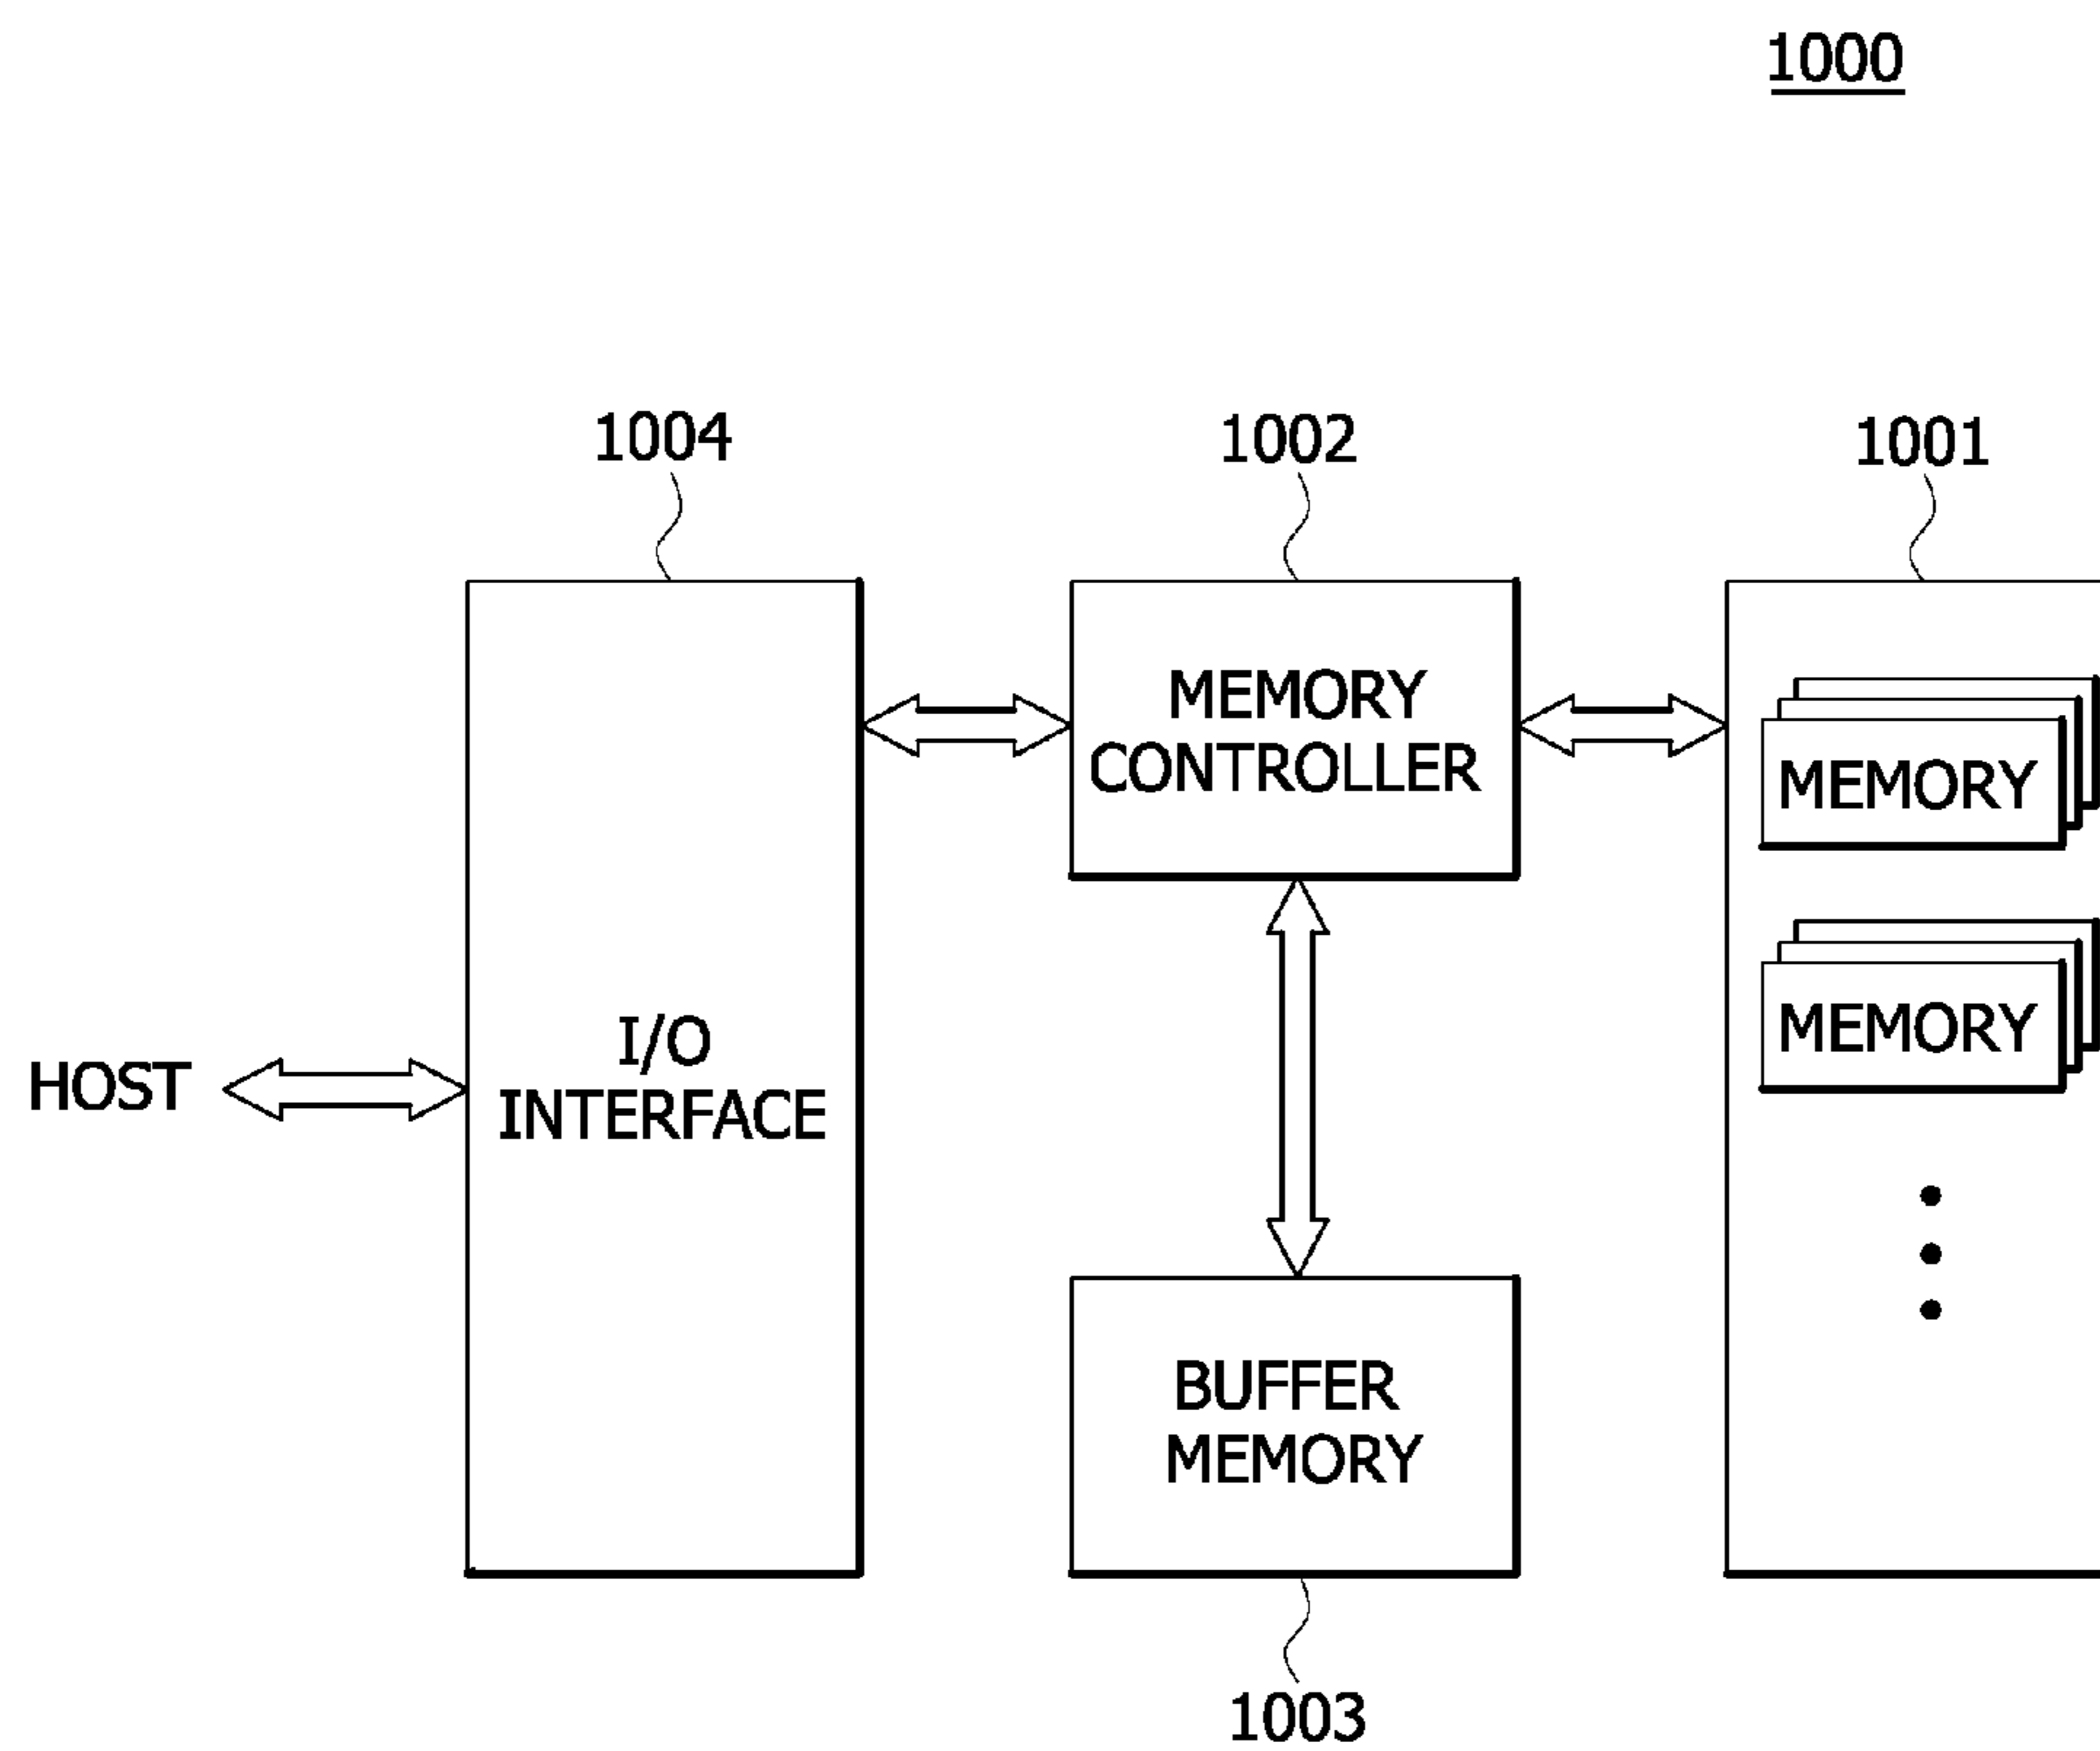 1000
1004
1002
1001
MEMORY
CONTROLLER
MEMORY
MEMORY
HOST
I/O
INTERFACE
BUFFER
MEMORY
1003